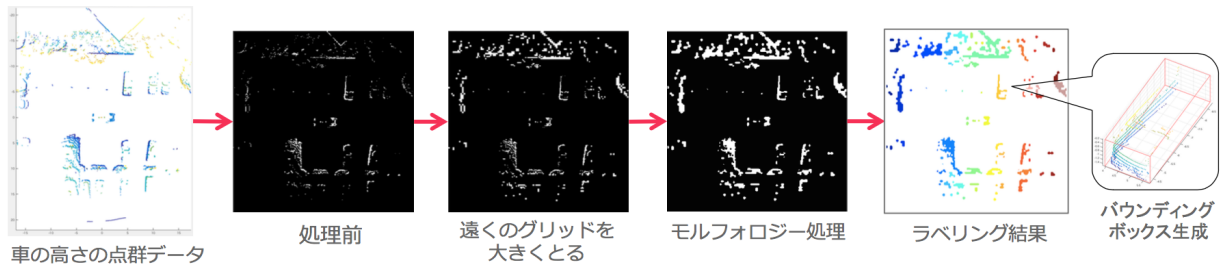 車の高さの点群データ
処理前
遠くのグリッドを
大きくとる
モルフォロジー処理
ラベリング結果
バウンディング
ボックス生成